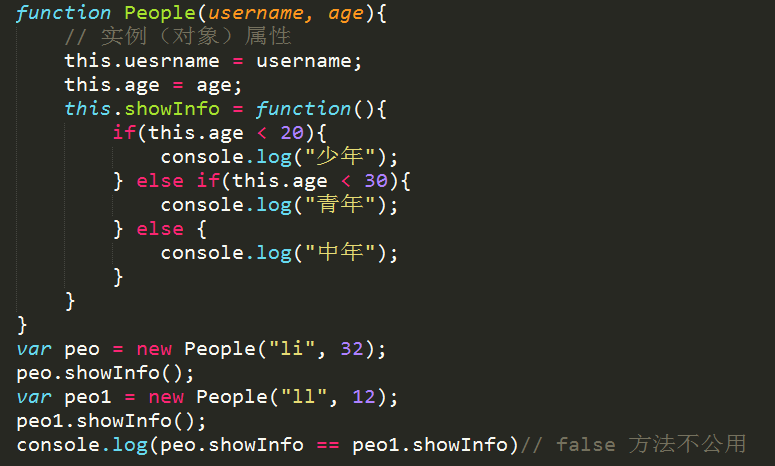 function People(username, age){
    // 实例（对象）属性
    this.uesrname = username;
    this.age = age;
    this.showInfo = function(){
        if(this.age < 20){
            console.log("少年");
        } else if(this.age < 30){
            console.log("青年");
        } else {
            console.log("中年");
        }
    }
}
var peo = new People("li", 32);
peo.showInfo();
var peo1 = new People("ll", 12);
peo1.showInfo();
console.log(peo.showInfo == peo1.showInfo)// false 方法不公用